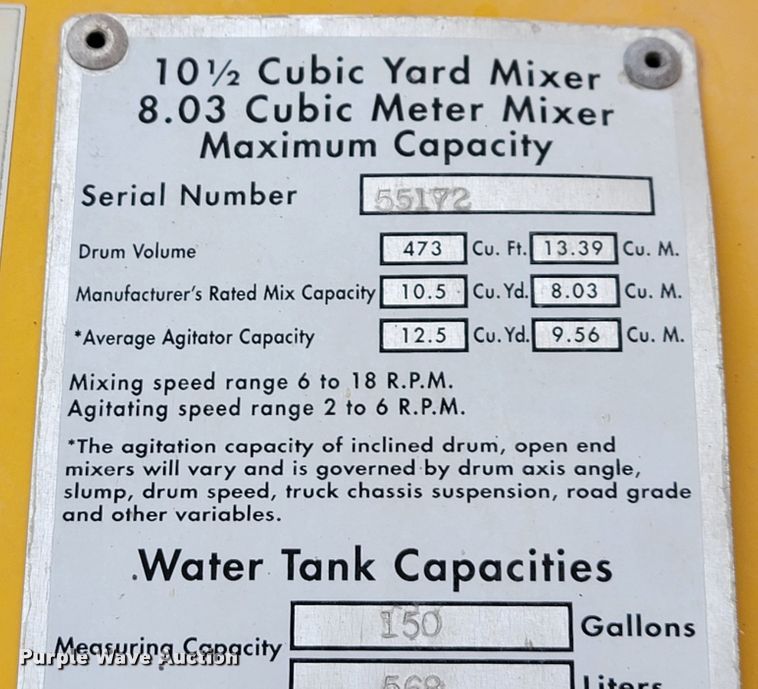 10½ Cubic Yard Mixer
8.03 Cubic Meter Mixer
Maximum Capacity
Serial Number 55172
Drum Volume 473 Cu. Ft. 13.39 Cu. M.
Manufacturer's Rated Mix Capacity 10.5 Cu.Yd. 8.03 Cu. M.
*Average Agitator Capacity 12.5 Cu.Yd. 9.56 Cu. M.
Mixing speed range 6 to 18 R.P.M.
Agitating speed range 2 to 6 R.P.M.
*The agitation capacity of inclined drum, open end
mixers will vary and is governed by drum axis angle,
slump, drum speed, truck chassis suspension, road grade
and other variables.
Water Tank Capacities
150 Gallons
Measuring Capacity
568 Liters
Purple Wave Auction